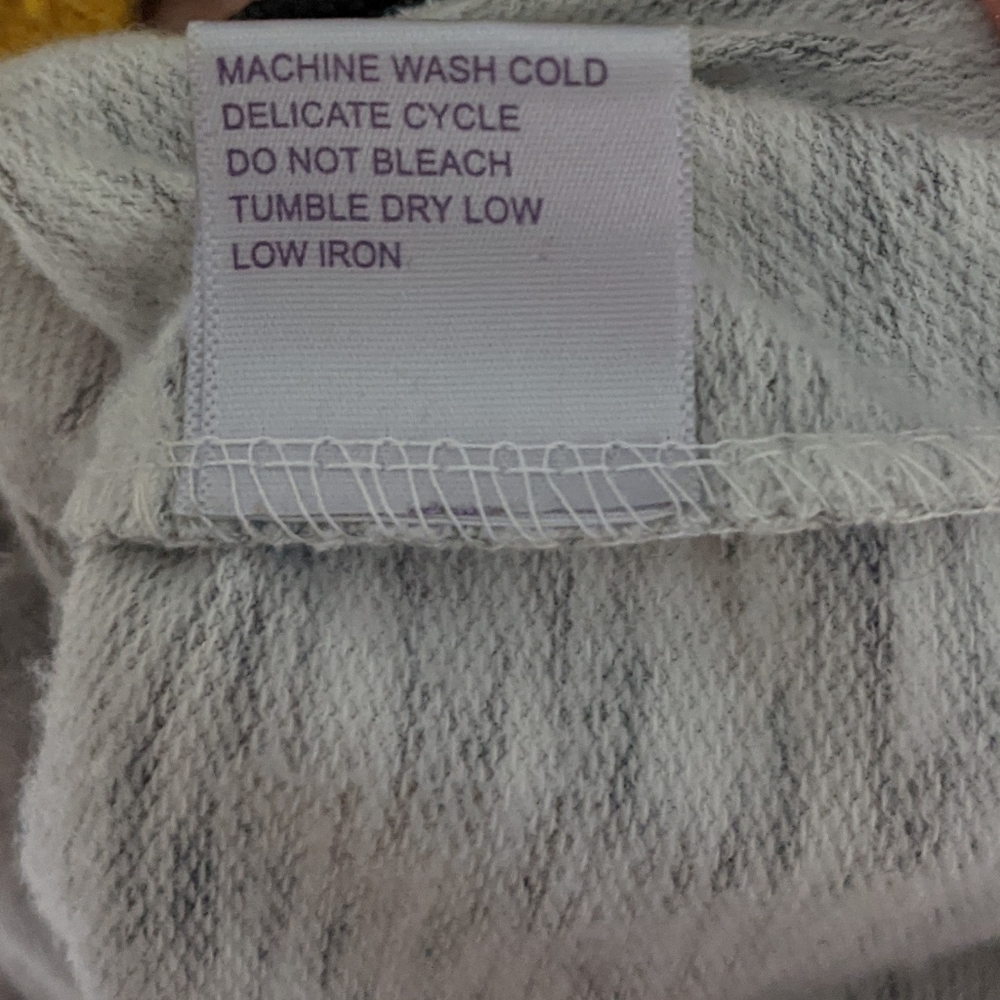 MACHINE WASH COLD
DELICATE CYCLE
DO NOT BLEACH
TUMBLE DRY LOW
LOW IRON